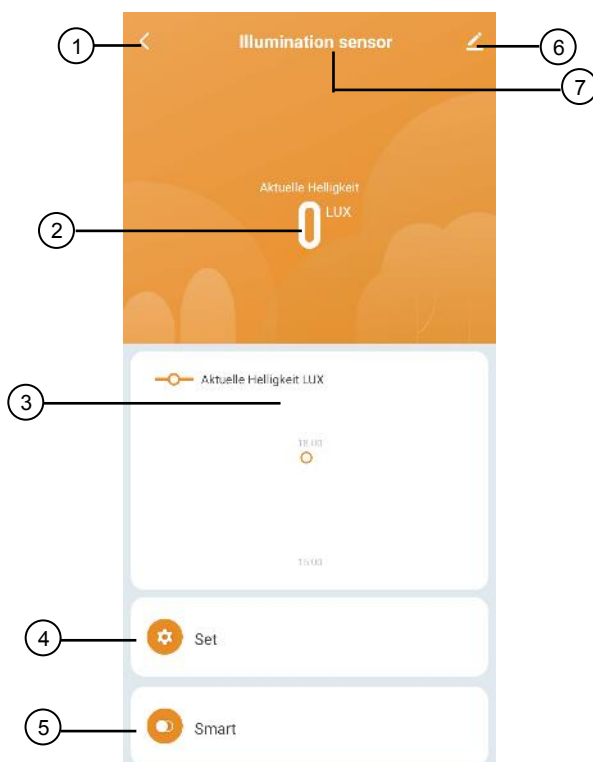 1
Illumination sensor
6
7
Aktuelle Helligkeit
0 LUX
2
Aktuelle Helligkeit LUX
3
18:00
15:00
4
Set
5
Smart